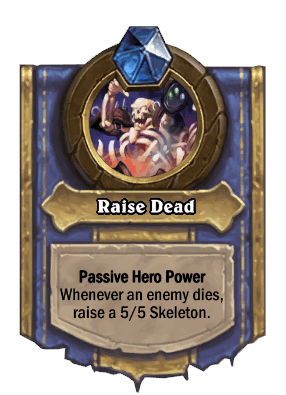 Raise Dead
Passive Hero Power
Whenever an enemy dies,
raise a 5/5 Skeleton.